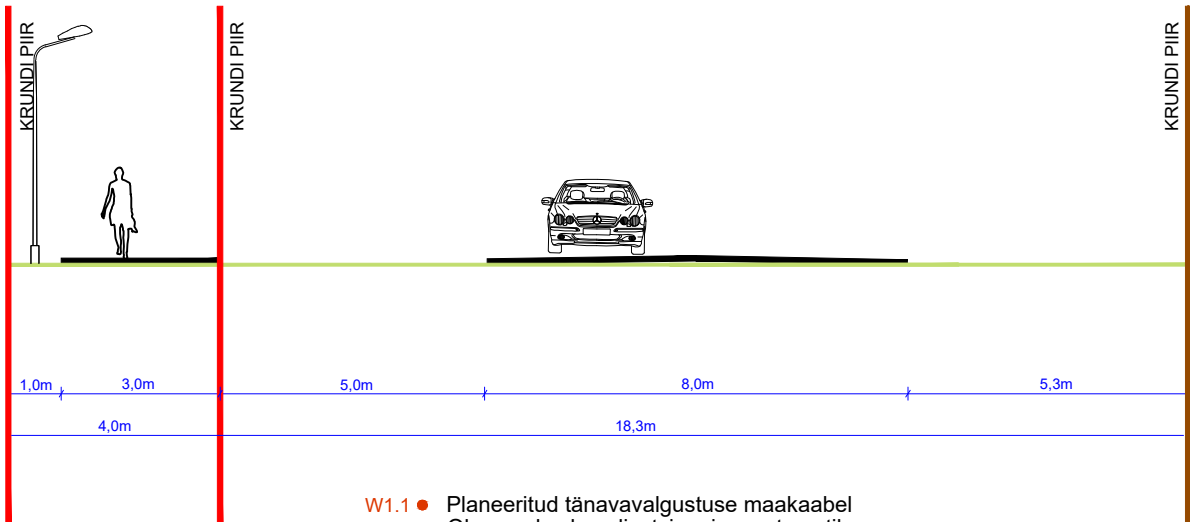 KRUNDI PIIR
KRUNDI PIIR
KRUNDI PIIR
1,0m 3,0m 5,0m 8,0m 5,3m
4,0m 18,3m
W1.1 Planeeritud tänavavalgustuse maakaabel